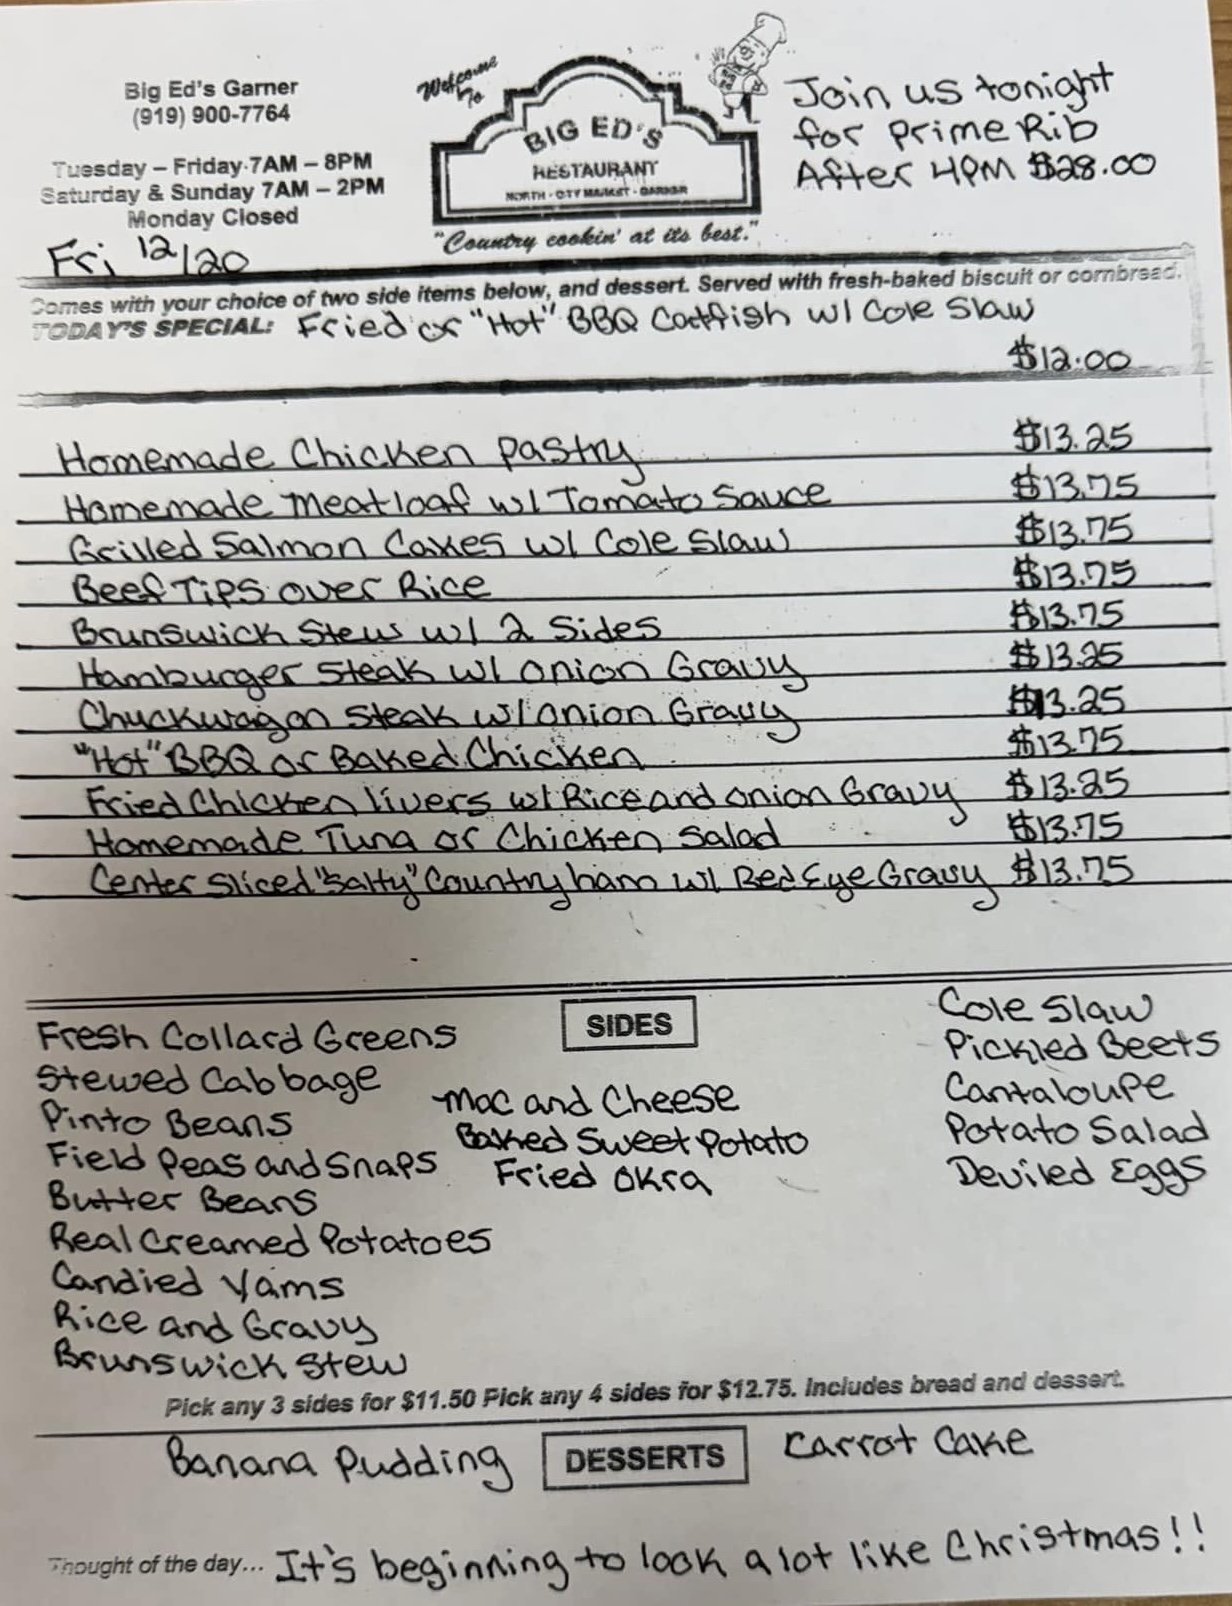 Big Ed's Garner
(919) 900-7764
Tuesday – Friday 7AM – 8PM
Saturday & Sunday 7AM – 2PM
Monday Closed
Fri 12/20
Welcome To
BIG ED'S
RESTAURANT
NORTH - CITY MARKET - GARNER
"Country cookin' at its best."
Join us tonight
for Prime Rib
After 4PM $28.00
Comes with your choice of two side items below, and dessert. Served with fresh-baked biscuit or cornbread.
TODAY'S SPECIAL: Fried or "Hot" BBQ Catfish w/ Cole Slaw
$12.00
Homemade Chicken Pastry $13.25
Homemade Meatloaf w/ Tomato Sauce $13.75
Grilled Salmon Cakes w/ Cole Slaw $13.75
Beef Tips over Rice $13.75
Brunswick Stew w/ 2 Sides $13.75
Hamburger Steak w/ Onion Gravy $13.25
Chuckwagon Steak w/ Onion Gravy $13.25
"Hot" BBQ or Baked Chicken $13.75
Fried Chicken Livers w/ Rice and Onion Gravy $13.25
Homemade Tuna or Chicken Salad $13.75
Center Sliced "Salty" Country ham w/ Red Eye Gravy $13.75
SIDES
Fresh Collard Greens
Stewed Cabbage
Pinto Beans
Field Peas and Snaps
Butter Beans
Real Creamed Potatoes
Candied Yams
Rice and Gravy
Brunswick Stew
Mac and Cheese
Baked Sweet Potato
Fried Okra
Cole Slaw
Pickled Beets
Cantaloupe
Potato Salad
Deviled Eggs
Pick any 3 sides for $11.50 Pick any 4 sides for $12.75. Includes bread and dessert.
Banana Pudding
DESSERTS
Carrot Cake
Thought of the day... It's beginning to look a lot like Christmas!!